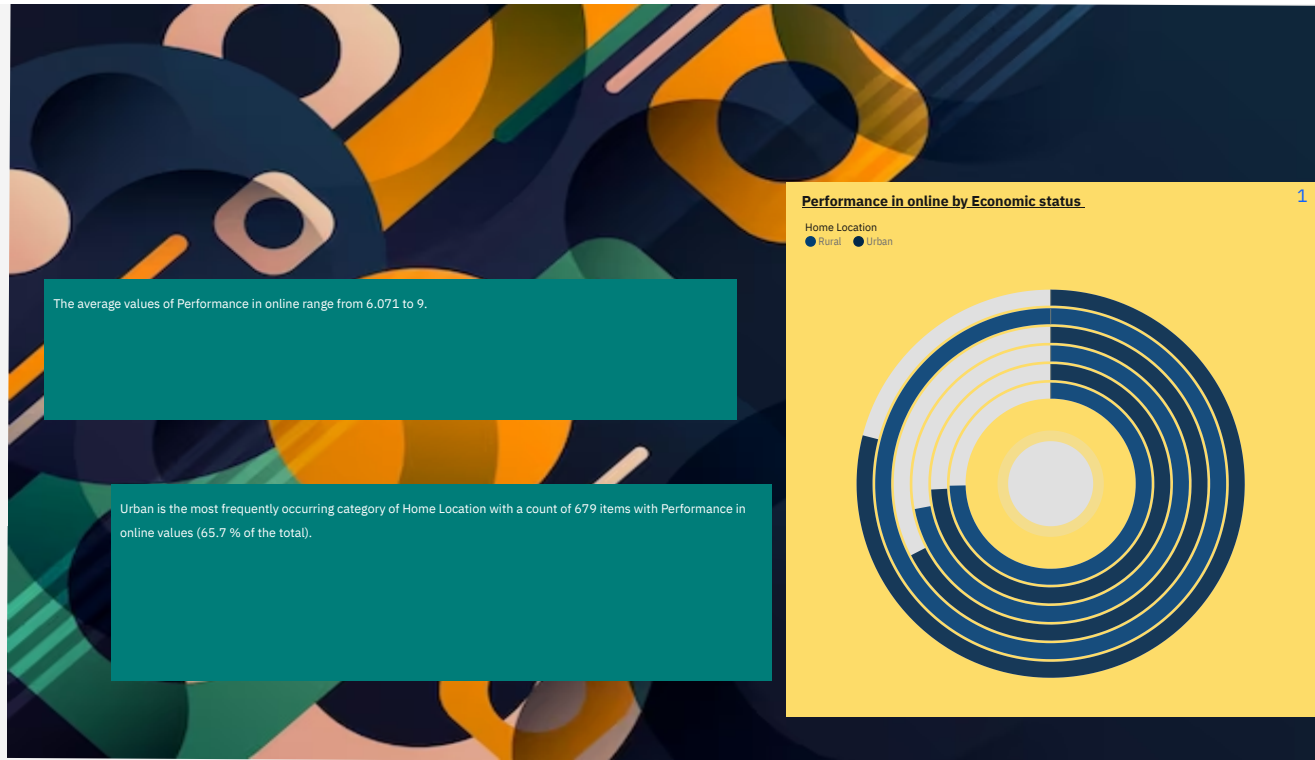 Performance in online by Economic status
1
Home Location
Rural Urban
The average values of Performance in online range from 6.071 to 9.
Urban is the most frequently occurring category of Home Location with a count of 679 items with Performance in
online values (65.7 % of the total).